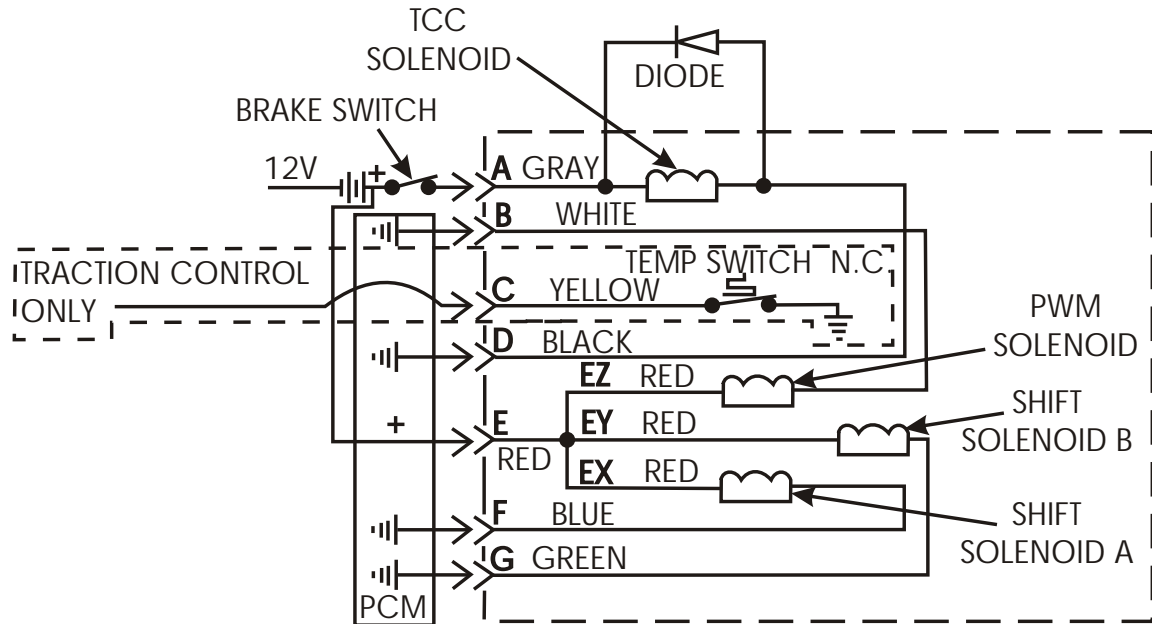 TCC
SOLENOID
DIODE
BRAKE SWITCH
12V
+
A GRAY
B WHITE
TRACTION CONTROL
ONLY
TEMP SWITCH N.C.
C YELLOW
PWM
SOLENOID
D BLACK
EZ RED
SHIFT
SOLENOID B
+
E
RED
EY RED
EX RED
SHIFT
SOLENOID A
F BLUE
G GREEN
PCM